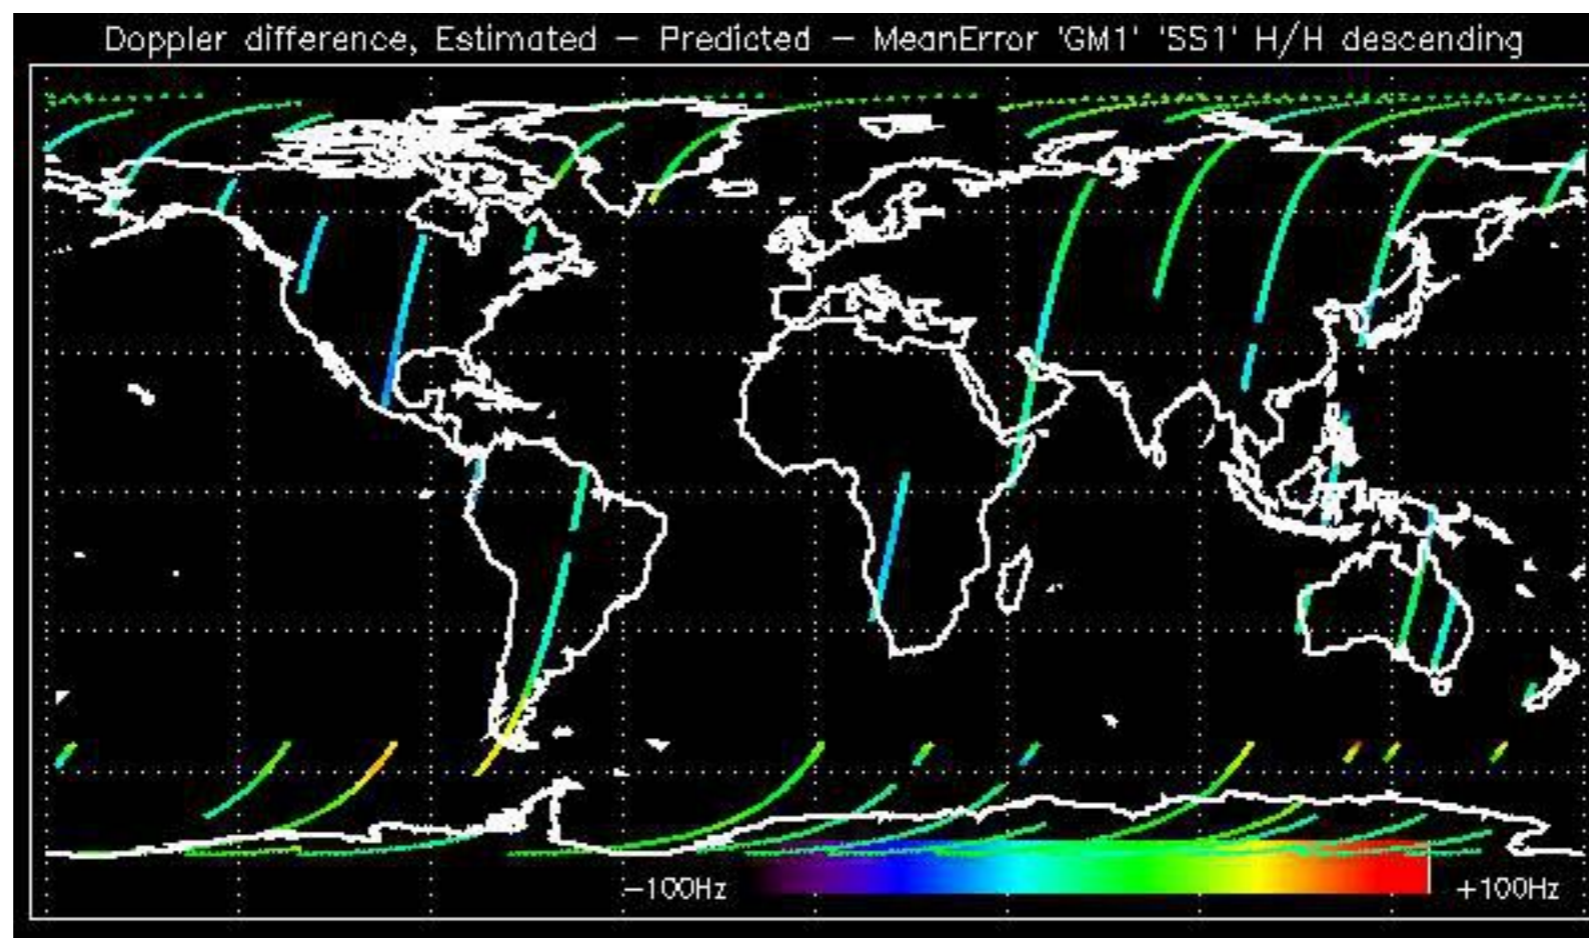 Doppler difference, Estimated — Predicted — MeanError 'GM1' 'SS1' H/H descending
−100Hz
+100Hz